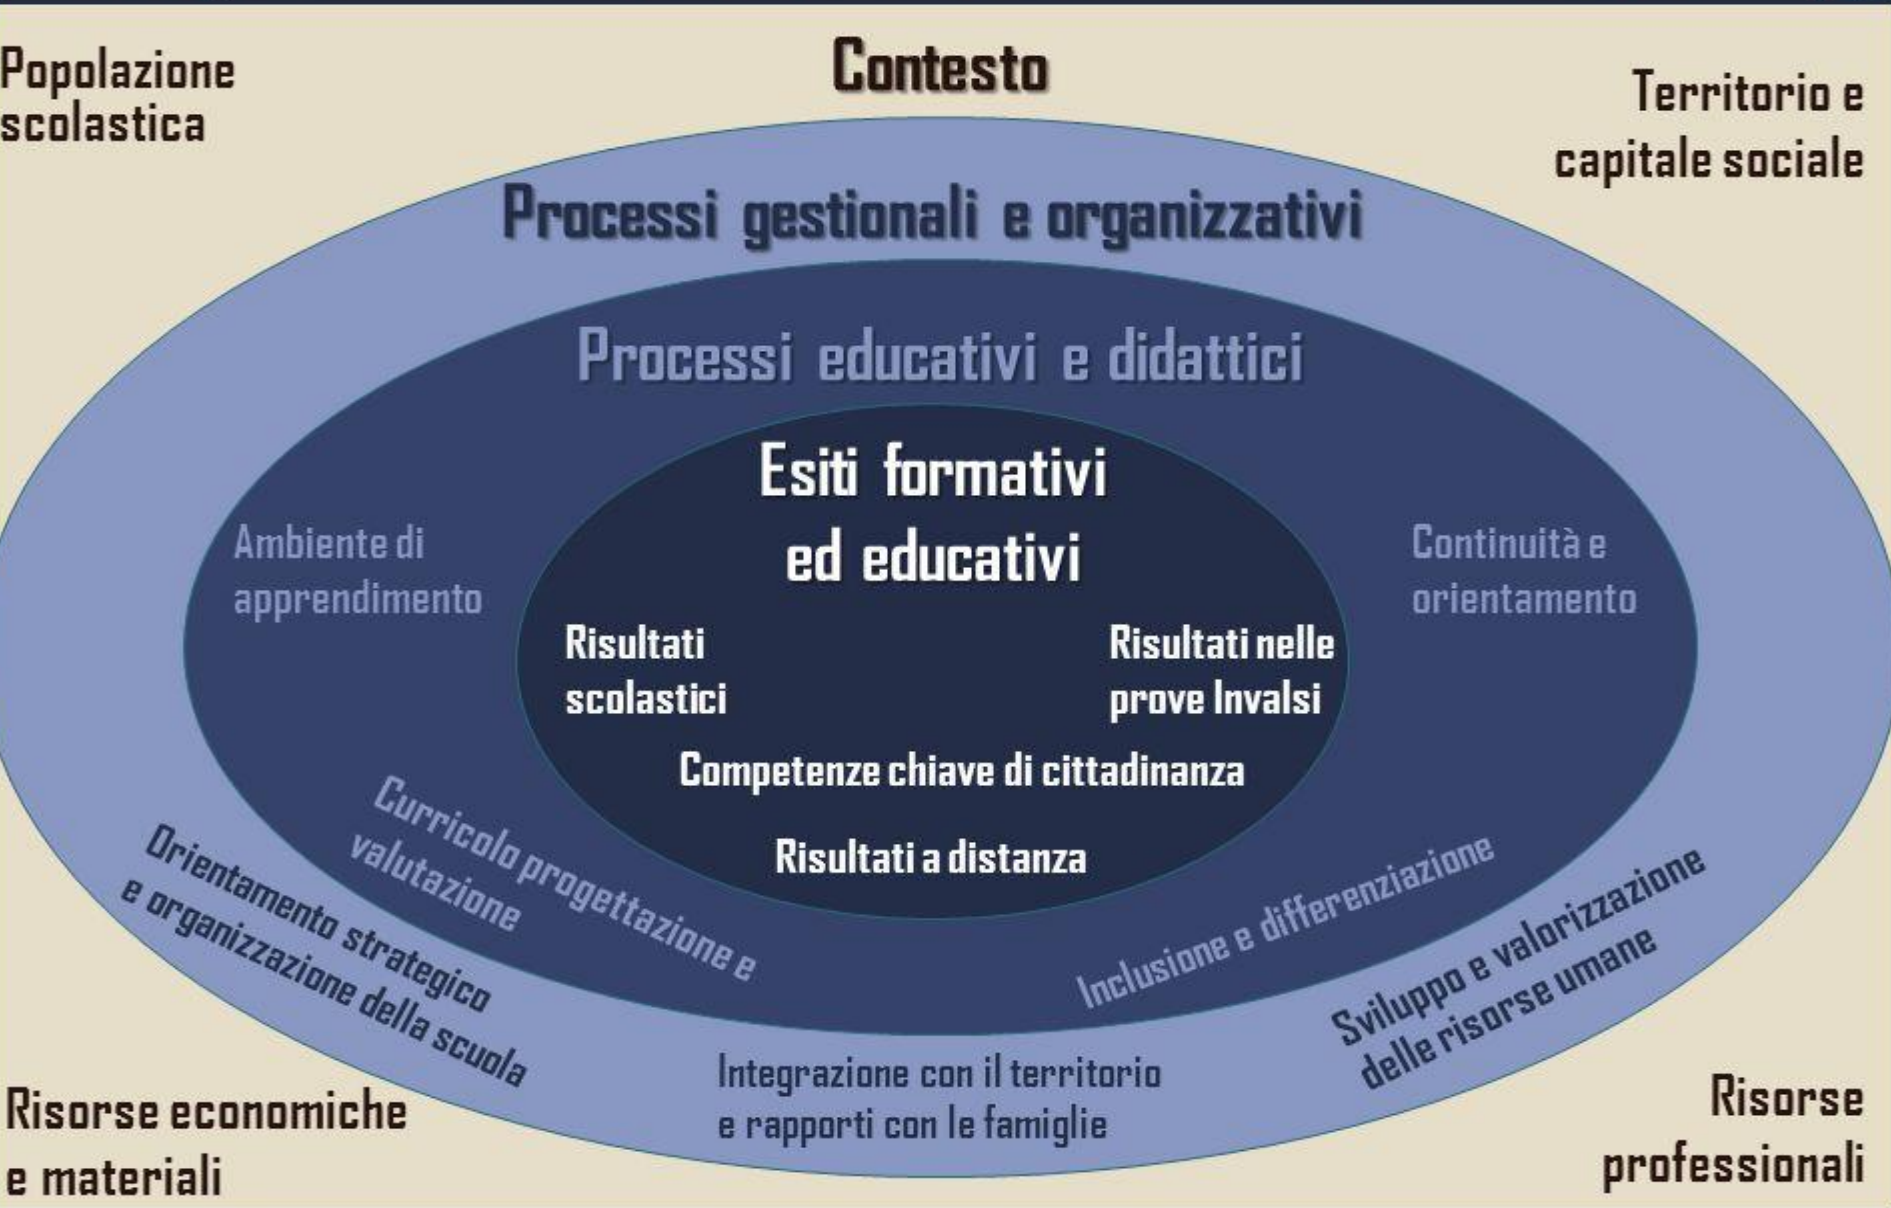 Contesto
Popolazione
scolastica
Territorio e
capitale sociale
Processi gestionali e organizzativi
Processi educativi e didattici
Esiti formativi
ed educativi
Ambiente di
apprendimento
Continuità e
orientamento
Risultati
scolastici
Risultati nelle
prove Invalsi
Competenze chiave di cittadinanza
Risultati a distanza
Curricolo progettazione e
valutazione
Inclusione e differenziazione
Orientamento strategico
e organizzazione della scuola
Sviluppo e valorizzazione
delle risorse umane
Integrazione con il territorio
e rapporti con le famiglie
Risorse economiche
e materiali
Risorse
professionali